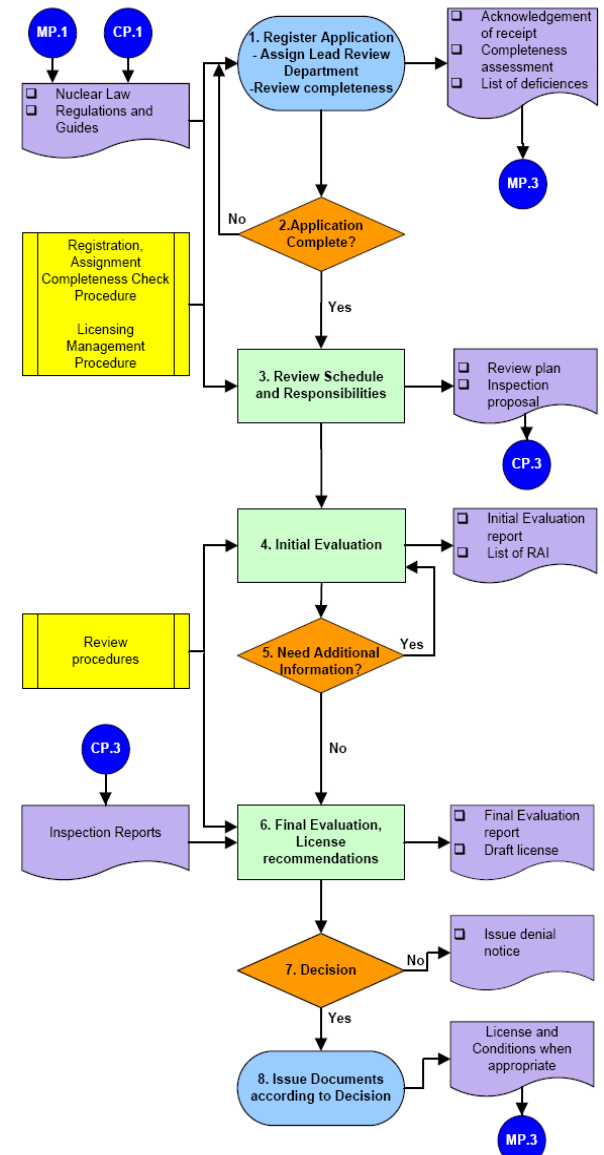 MP.1
CP.1
❑ Nuclear Law
❑ Regulations and
Guides
1. Register Application
- Assign Lead Review
Department
-Review completeness
❑ Acknowledgement
of receipt
❑ Completeness
assessment
❑ List of deficiences
MP.3
No
2.Application
Complete?
Yes
Registration,
Assignment
Completeness Check
Procedure
Licensing
Management
Procedure
3. Review Schedule
and Responsibilities
❑ Review plan
❑ Inspection
proposal
CP.3
4. Initial Evaluation
❑ Initial Evaluation
report
❑ List of RAI
Review
procedures
5. Need Additional
Information?
Yes
No
CP.3
Inspection Reports
6. Final Evaluation,
License
recommendations
❑ Final Evaluation
report
❑ Draft license
7. Decision
No
❑ Issue denial
notice
Yes
8. Issue Documents
according to Decision
License and
Conditions when
appropriate
MP.3